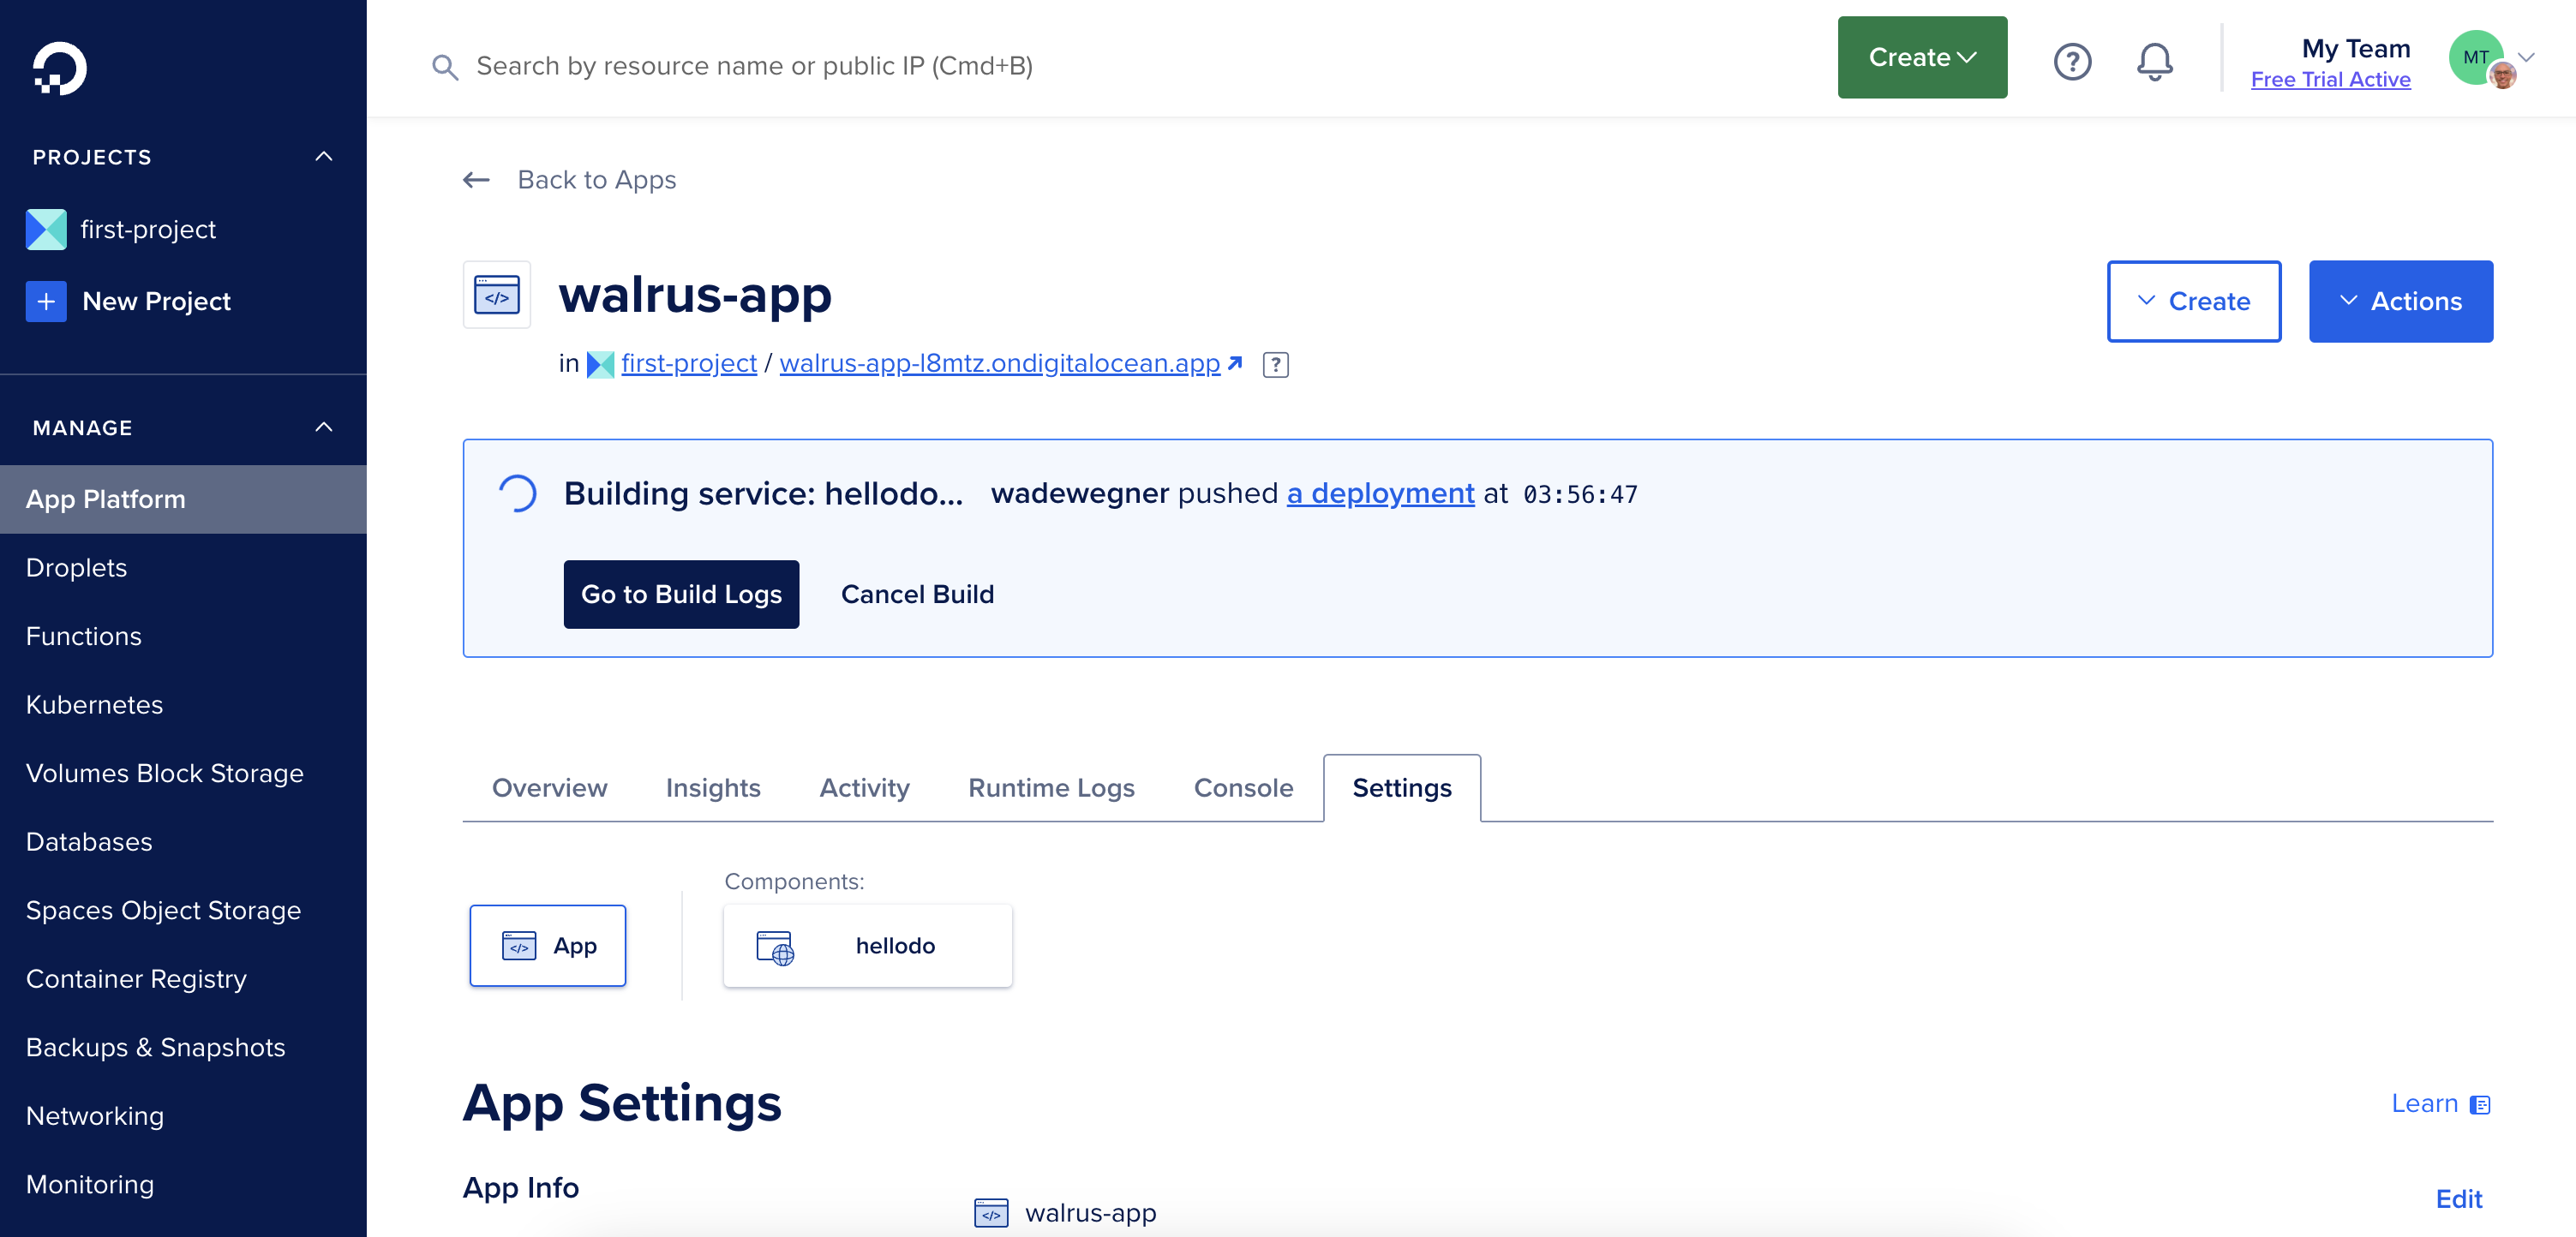 Search by resource name or public IP (Cmd+B)
Create
My Team
Free Trial Active
MT
PROJECTS
first-project
New Project
MANAGE
App Platform
Droplets
Functions
Kubernetes
Volumes Block Storage
Databases
Spaces Object Storage
Container Registry
Backups & Snapshots
Networking
Monitoring
Back to Apps
walrus-app
in first-project / walrus-app-l8mtz.ondigitalocean.app
Create
Actions
Building service: hellodo... wadewegner pushed a deployment at 03:56:47
Go to Build Logs Cancel Build
Overview Insights Activity Runtime Logs Console Settings
Components:
App
hellodo
App Settings
Learn
App Info
walrus-app
Edit